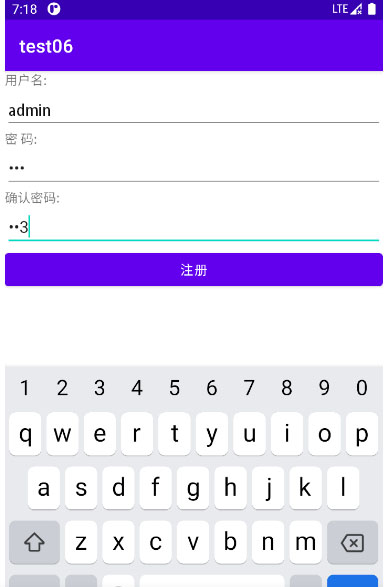 7:18 LTE
test06
用户名:
admin
密 码:
•••
确认密码:
••3
注册
1 2 3 4 5 6 7 8 9 0
q w e r t y u i o p
a s d f g h j k l
z x c v b n m